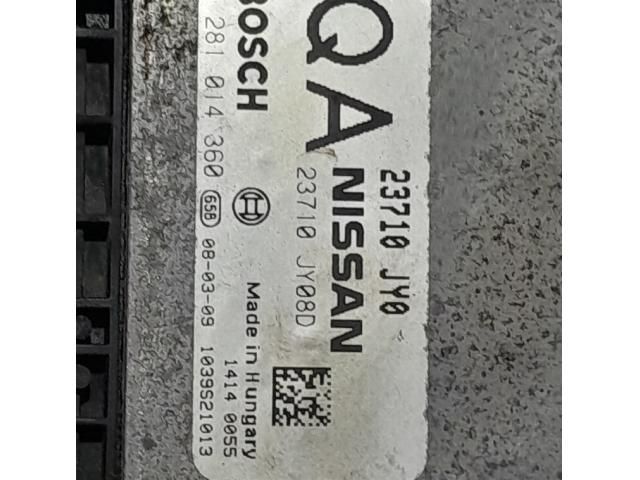 QA
23710 JY0
NISSAN
23710 JY08D
BOSCH
281 014 360 65B 08-03-09 1039S21013
Made in Hungary
1414 0055